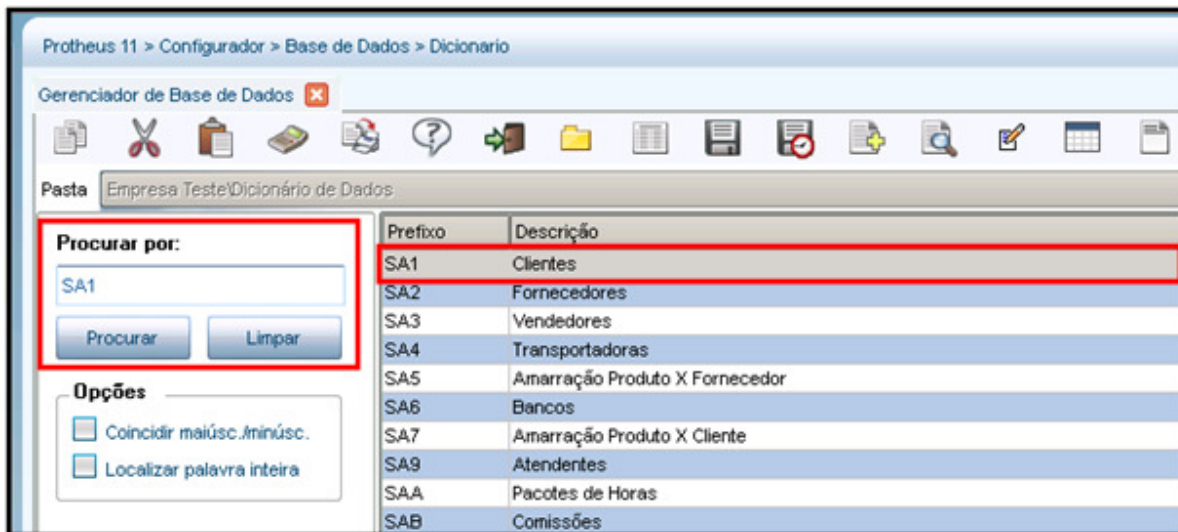 Protheus 11 > Configurador > Base de Dados > Dicionario
Gerenciador de Base de Dados
Pasta Empresa Teste\Dicionário de Dados
Procurar por:
SA1
Procurar Limpar
Opções
Coincidir maiúsc./minúsc.
Localizar palavra inteira
Prefixo Descrição
SA1 Clientes
SA2 Fornecedores
SA3 Vendedores
SA4 Transportadoras
SA5 Amarração Produto X Fornecedor
SA6 Bancos
SA7 Amarração Produto X Cliente
SA9 Atendentes
SAA Pacotes de Horas
SAB Comissões